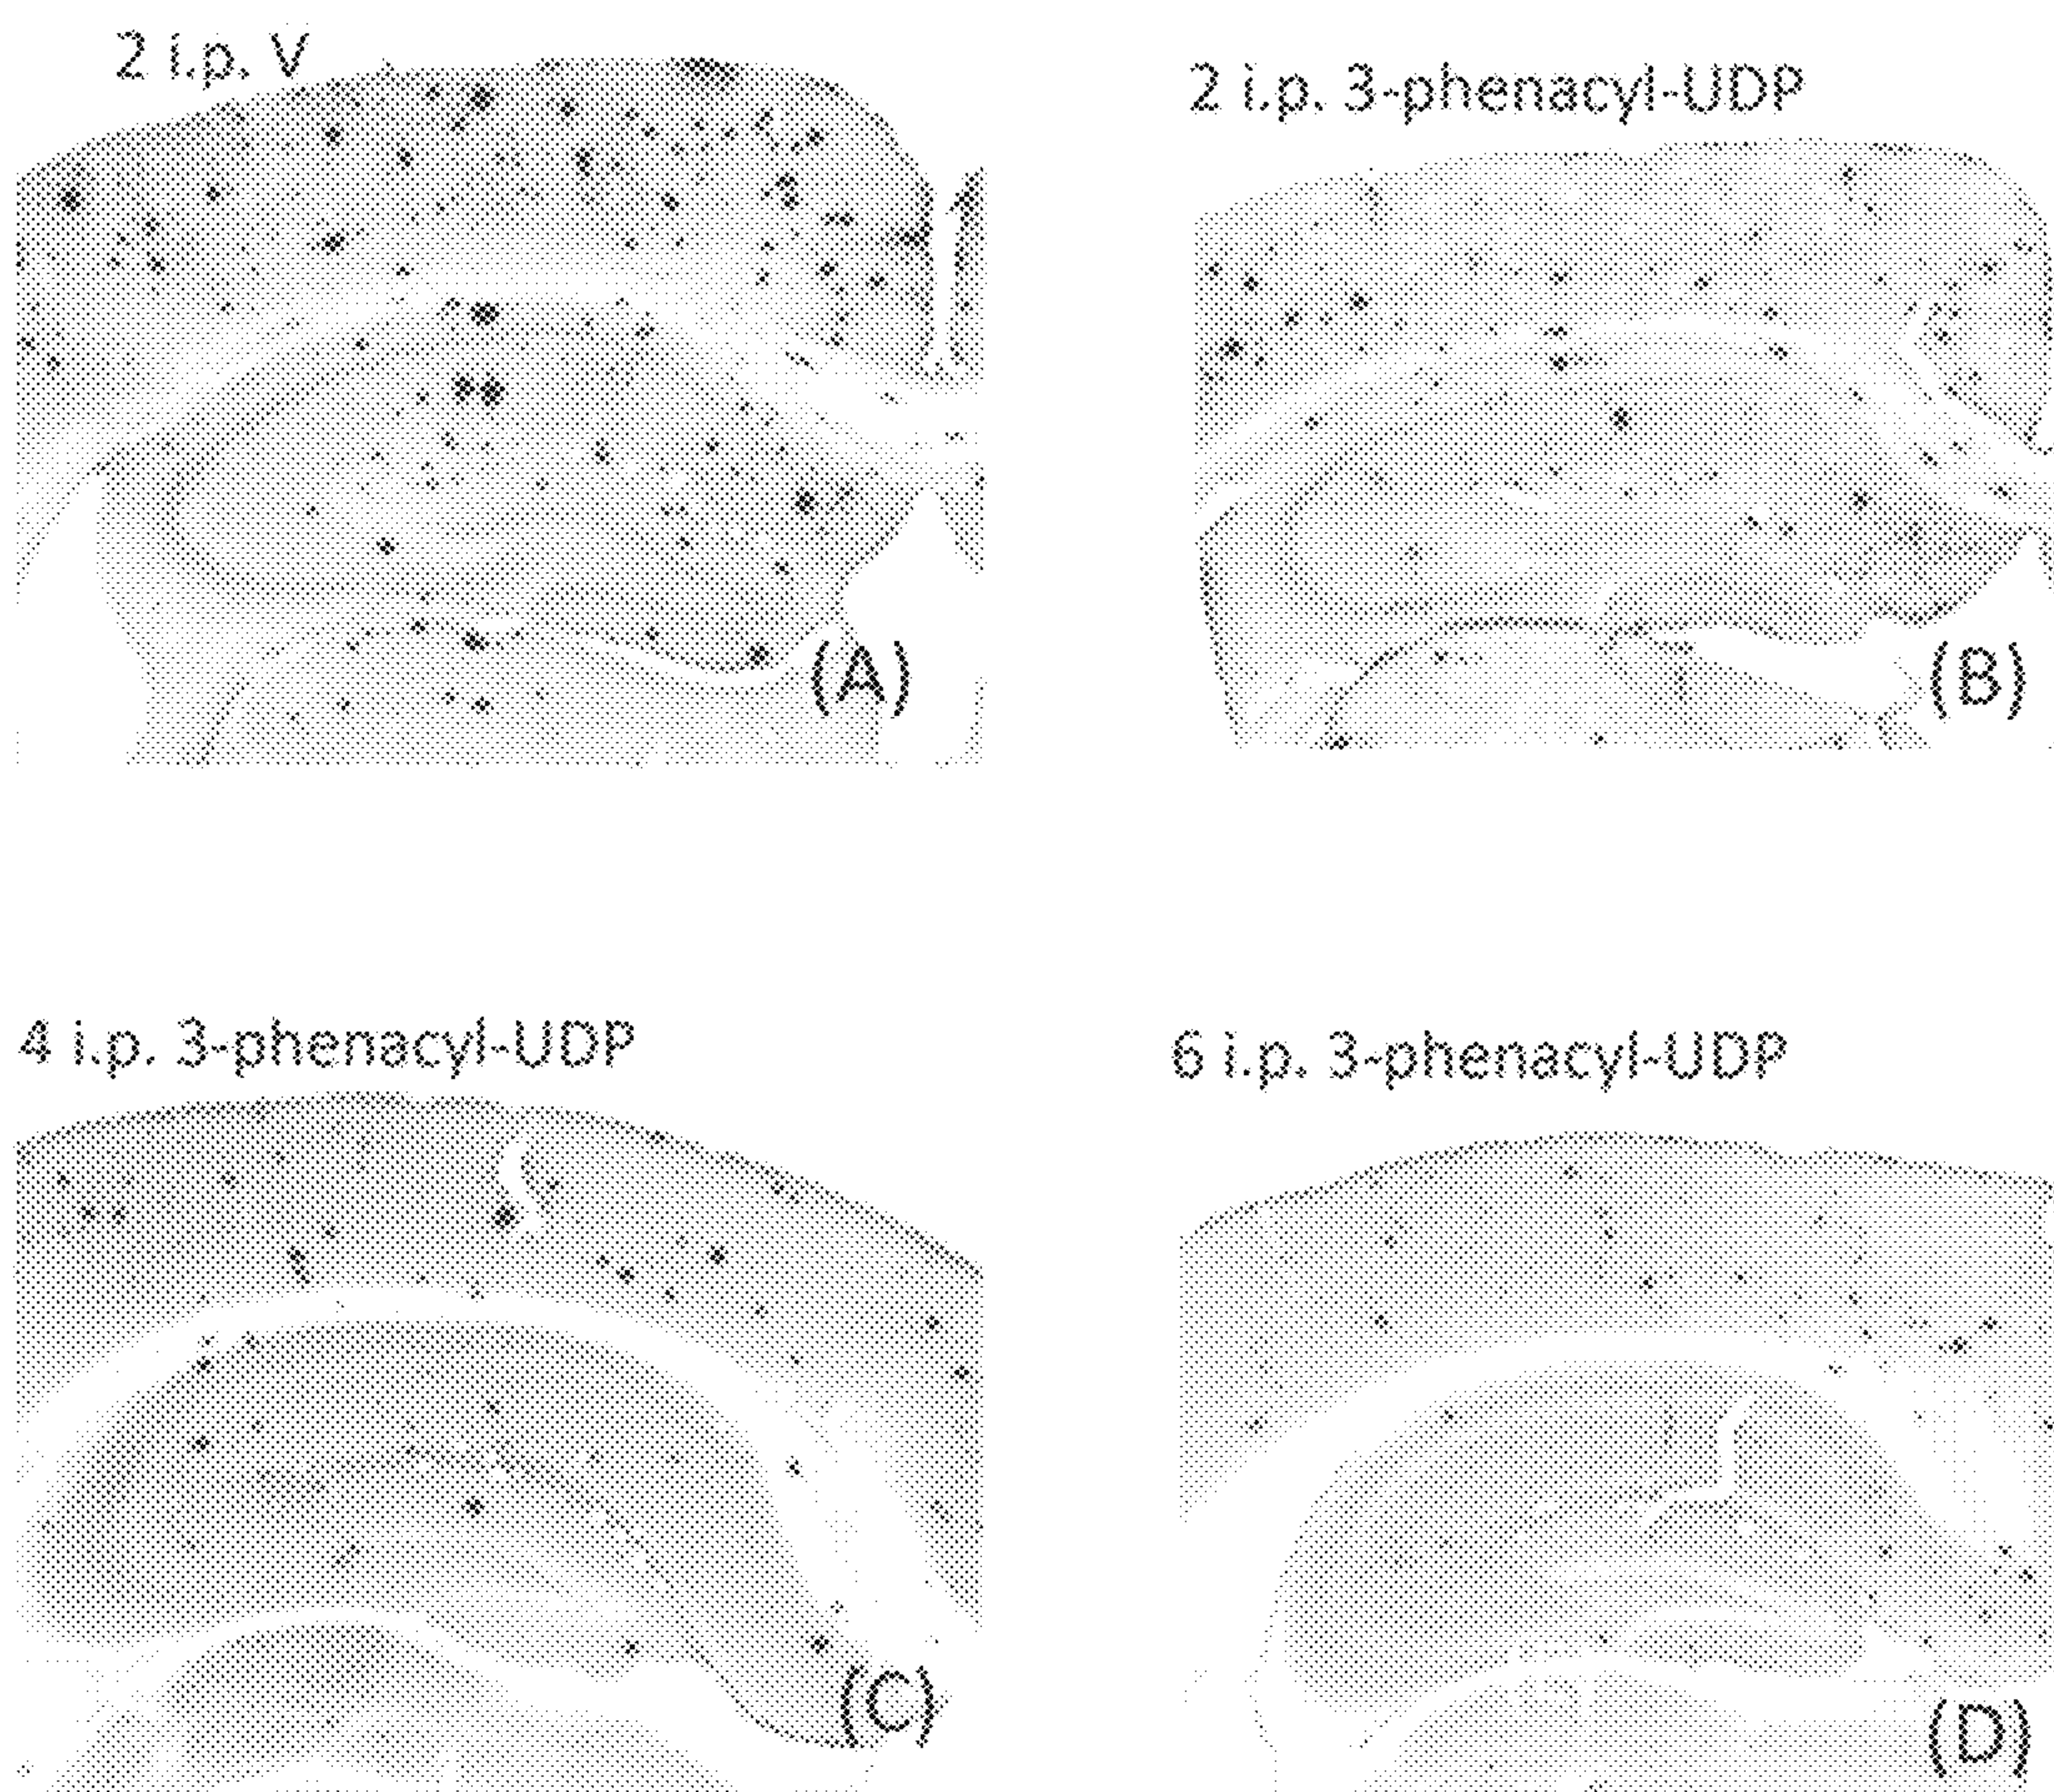 2 i.p. V
2 i.p. 3-phenacyl-UDP
(A)
(B)
4 i.p. 3-phenacyl-UDP
6 i.p. 3-phenacyl-UDP
(C)
(D)